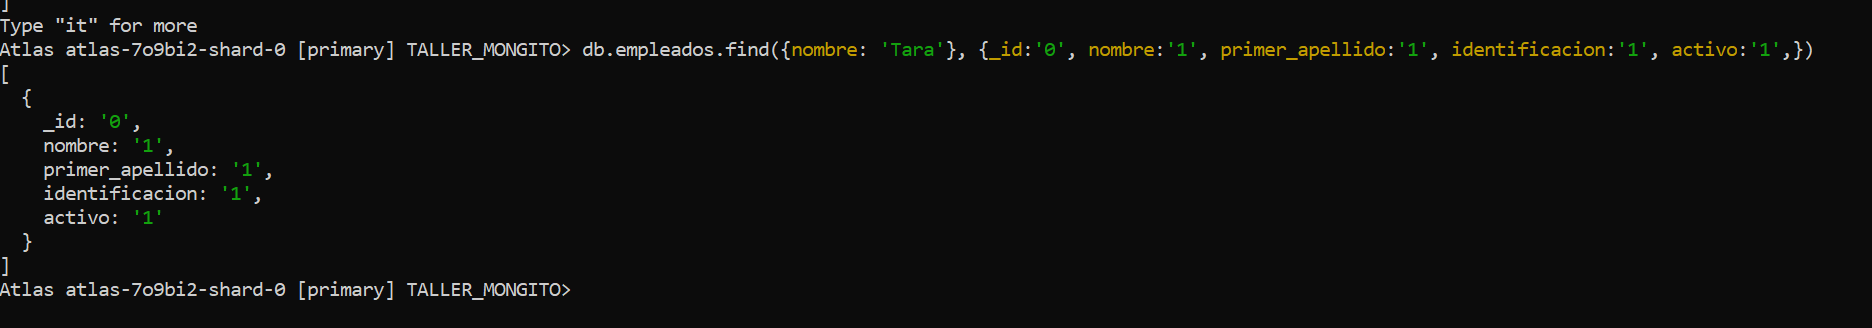 ]
Type "it" for more
Atlas atlas-7o9bi2-shard-0 [primary] TALLER_MONGITO> db.empleados.find({nombre: 'Tara'}, {_id:'0', nombre:'1', primer_apellido:'1', identificacion:'1', activo:'1',})
[
  {
    _id: '0',
    nombre: '1',
    primer_apellido: '1',
    identificacion: '1',
    activo: '1'
  }
]
Atlas atlas-7o9bi2-shard-0 [primary] TALLER_MONGITO>